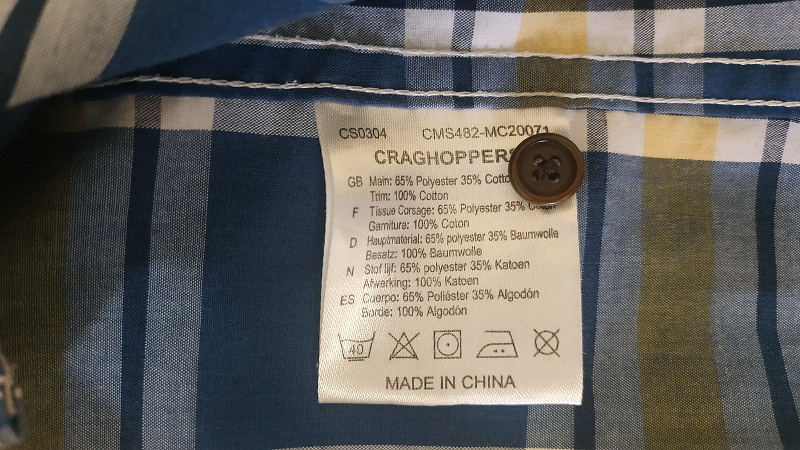 CS0304 CMS482-MC20071
CRAGHOPPERS
GB Main: 65% Polyester 35% Cotton
Trim: 100% Cotton
F Tissue Corsage: 65% Polyester 35% Coton
Garniture: 100% Coton
D Hauptmaterial: 65% polyester 35% Baumwolle
Besatz: 100% Baumwolle
N Stof lijf: 65% polyester 35% Katoen
Afwerking: 100% Katoen
ES Cuerpo: 65% Poliéster 35% Algodón
Borde: 100% Algodón
40
MADE IN CHINA